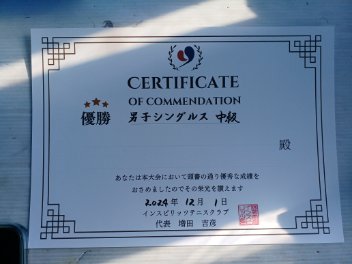 CERTIFICATE
OF COMMENDATION
優勝 男子シングルス 中級
殿
あなたは本大会において頭書の通り優秀な成績を
おさめましたのでその栄光を讃えます
2024年 12月 1日
インスピリッツテニスクラブ
代表 増田 吉彦